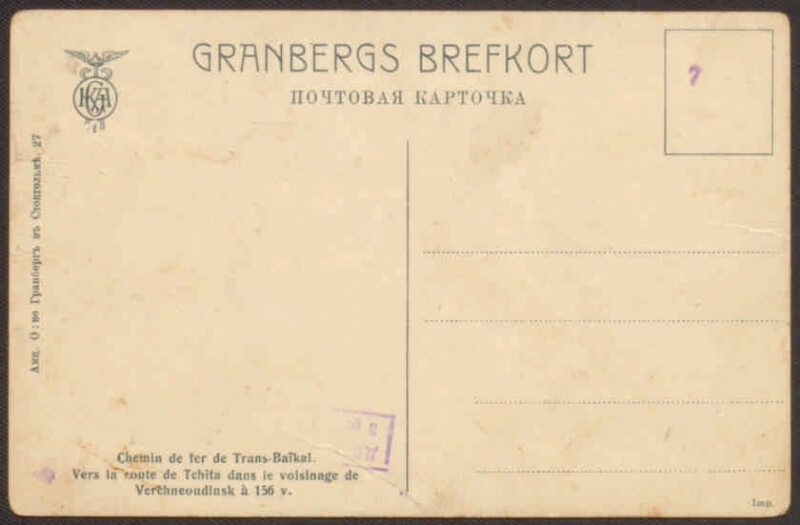 GRANBERGS BREFKORT
ПОЧТОВАЯ КАРТОЧКА
7
Акц. О:во Гранбергъ въ Стокгольмѣ. 27
Chemin de fer de Trans-Baïkal.
Vers la route de Tchita dans le voisinage de
Verchneoudinsk à 156 v.
Imp.